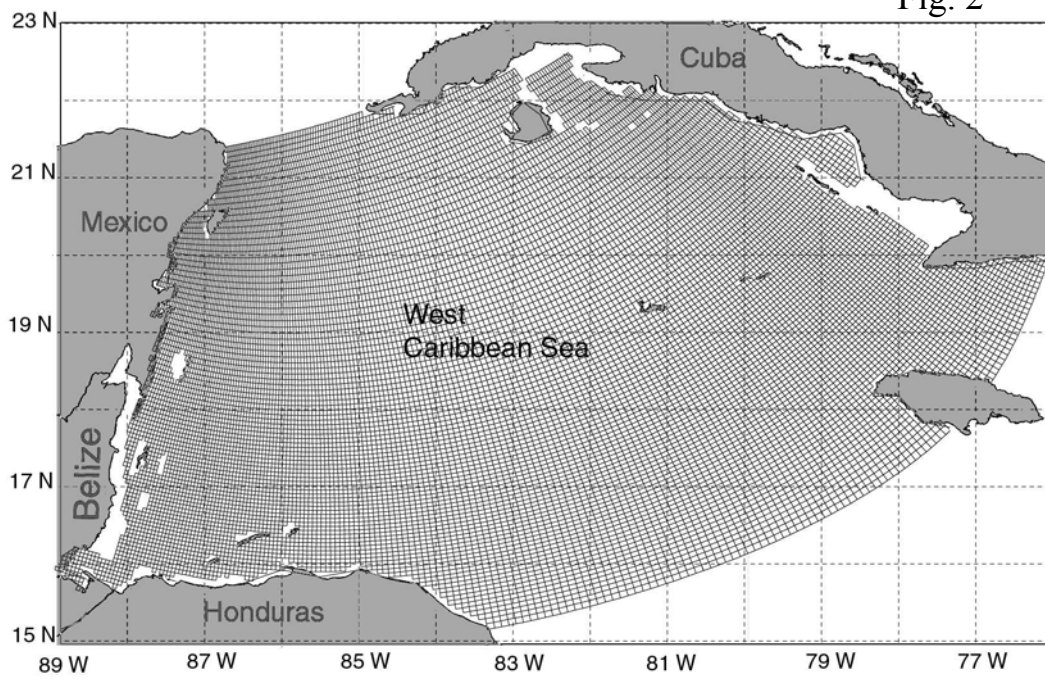 Fig. 2
23 N
Cuba
21 N
Mexico
19 N
West
Caribbean Sea
Belize
17 N
Honduras
15 N
89 W 87 W 85 W 83 W 81 W 79 W 77 W